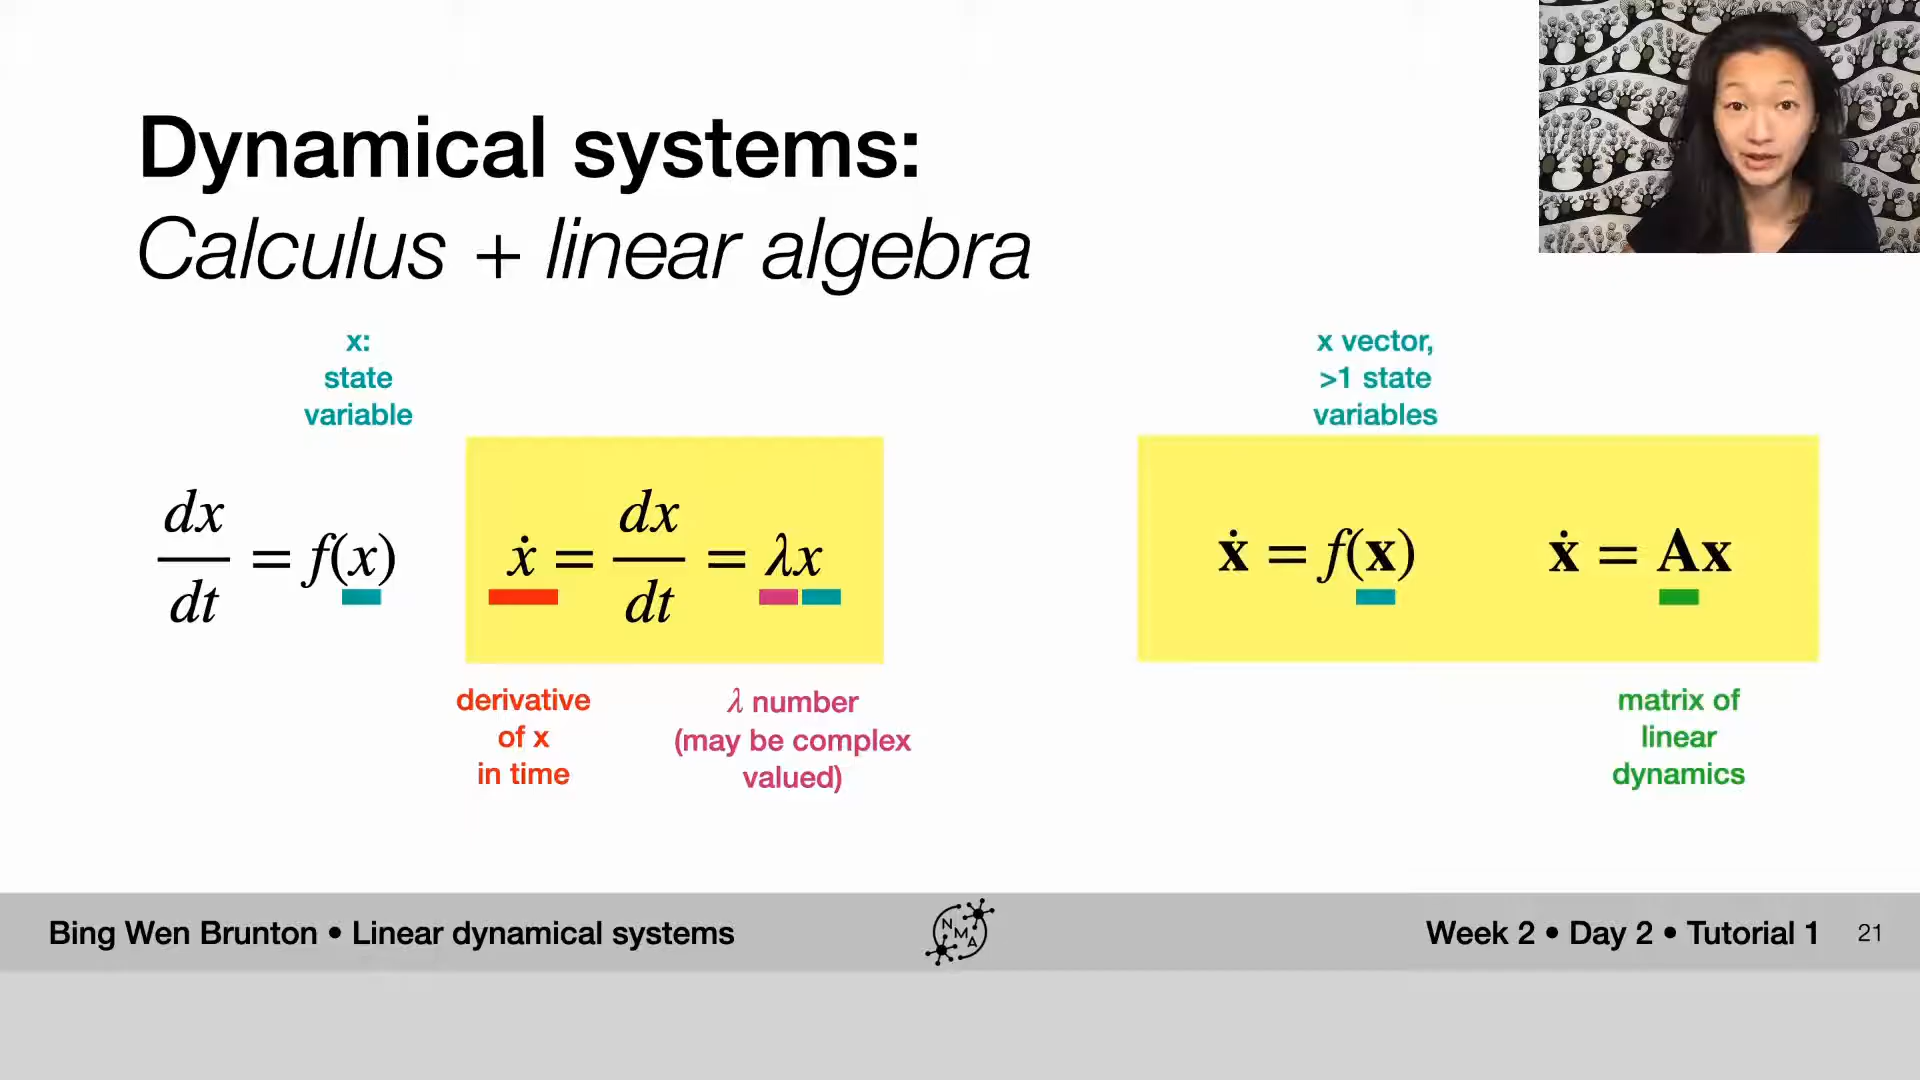 Dynamical systems:
Calculus + linear algebra
x:
state
variable
x vector,
>1 state
variables
dx/dt = f(x)
ẋ = dx/dt = λx
ẋ = f(x)
ẋ = Ax
derivative
of x
in time
λ number
(may be complex
valued)
matrix of
linear
dynamics
Bing Wen Brunton • Linear dynamical systems
NMA
Week 2 • Day 2 • Tutorial 1
21